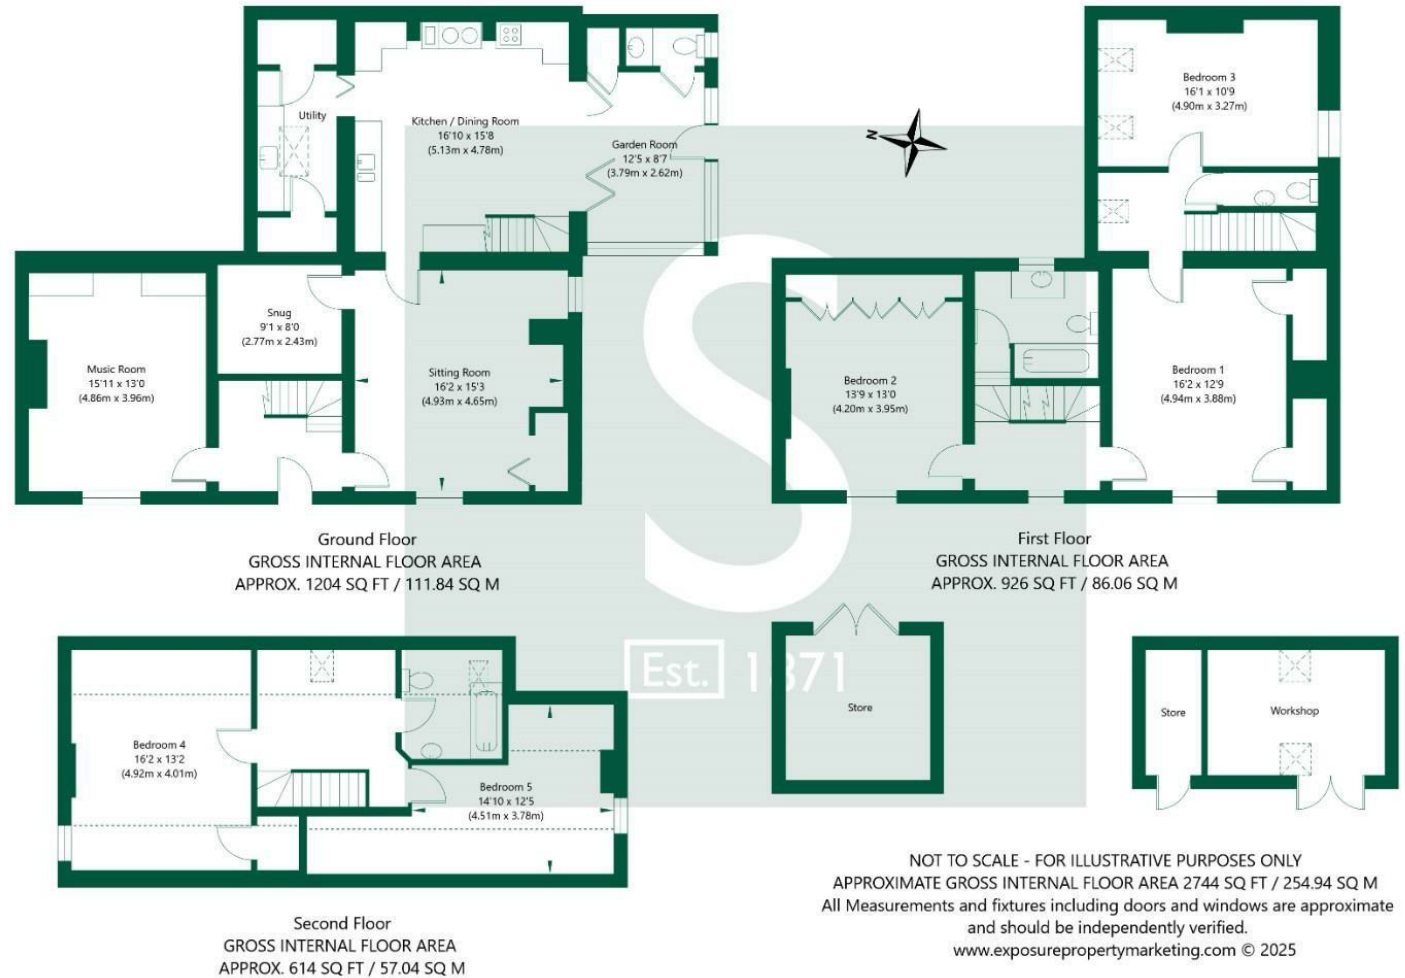 Utility
Kitchen / Dining Room
16'10 x 15'8
(5.13m x 4.78m)
Garden Room
12'5 x 8'7
(3.79m x 2.62m)
Snug
9'1 x 8'0
(2.77m x 2.43m)
Music Room
15'11 x 13'0
(4.86m x 3.96m)
Sitting Room
16'2 x 15'3
(4.93m x 4.65m)
Ground Floor
GROSS INTERNAL FLOOR AREA
APPROX. 1204 SQ FT / 111.84 SQ M
N
Bedroom 3
16'1 x 10'9
(4.90m x 3.27m)
Bedroom 2
13'9 x 13'0
(4.20m x 3.95m)
Bedroom 1
16'2 x 12'9
(4.94m x 3.88m)
First Floor
GROSS INTERNAL FLOOR AREA
APPROX. 926 SQ FT / 86.06 SQ M
S
Est. 1871
Bedroom 4
16'2 x 13'2
(4.92m x 4.01m)
Bedroom 5
14'10 x 12'5
(4.51m x 3.78m)
Second Floor
GROSS INTERNAL FLOOR AREA
APPROX. 614 SQ FT / 57.04 SQ M
Store
Store
Workshop
NOT TO SCALE - FOR ILLUSTRATIVE PURPOSES ONLY
APPROXIMATE GROSS INTERNAL FLOOR AREA 2744 SQ FT / 254.94 SQ M
All Measurements and fixtures including doors and windows are approximate
and should be independently verified.
www.exposurepropertymarketing.com © 2025